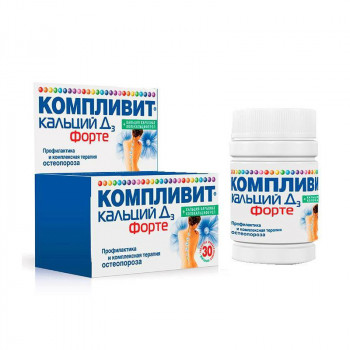 КОМПЛИВИТ®
кальций Д3
форте
Профилактика
и комплексная терапия
остеопороза
КОМПЛИВИТ®
кальций Д3
форте
Профилактика
и комплексная терапия
остеопороза
30
КОМПЛИВИТ
кальций Д3
форте
Профилактика
и комплексная терапия
остеопороза